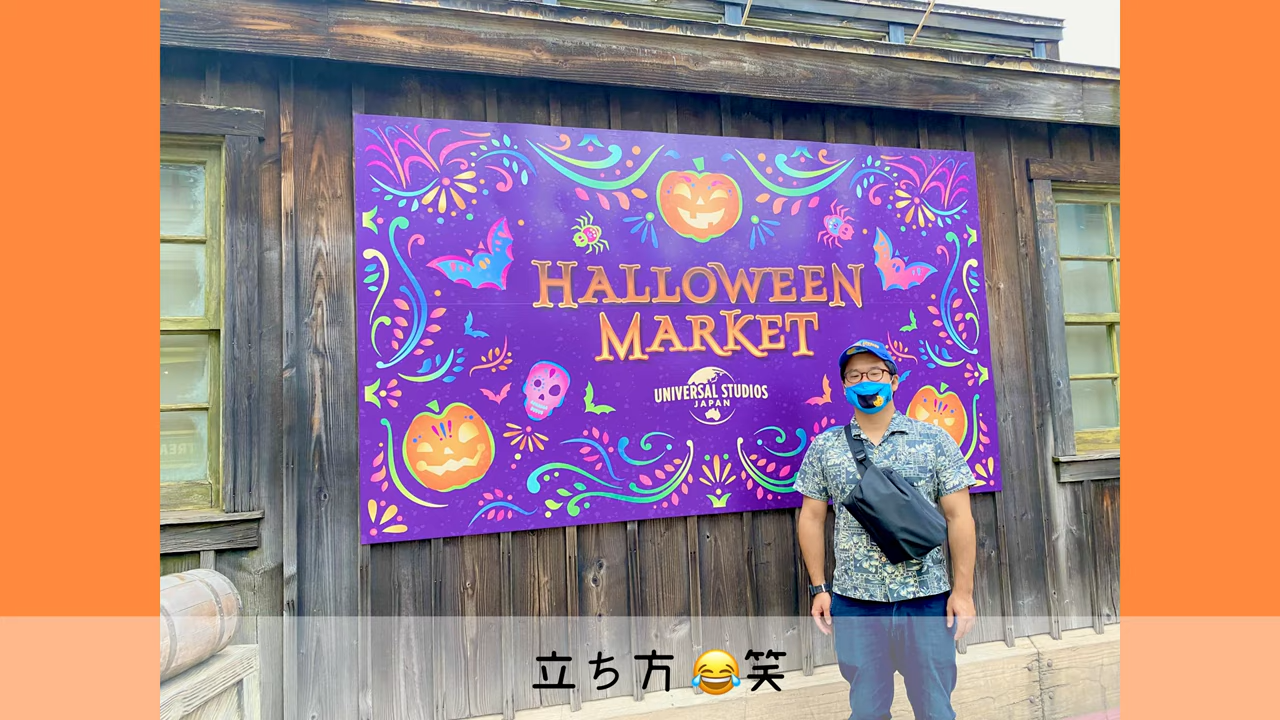 HALLOWEEN
MARKET
UNIVERSAL STUDIOS
JAPAN
立ち方 😂笑